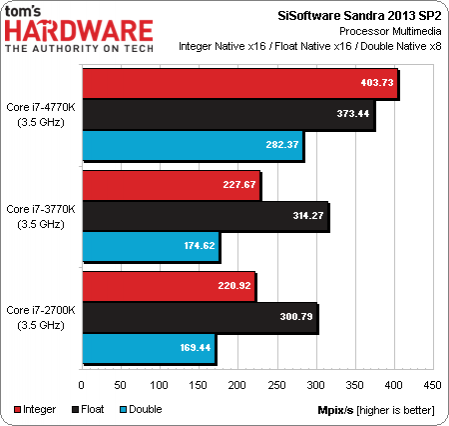 tom's
HARDWARE
THE AUTHORITY ON TECH
SiSoftware Sandra 2013 SP2
Processor Multimedia
Integer Native x16 / Float Native x16 / Double Native x8
Core i7-4770K
(3.5 GHz)
403.73
373.44
282.37
Core i7-3770K
(3.5 GHz)
227.67
314.27
174.62
Core i7-2700K
(3.5 GHz)
220.92
300.79
169.44
0 50 100 150 200 250 300 350 400 450
Integer Float Double Mpix/s [higher is better]